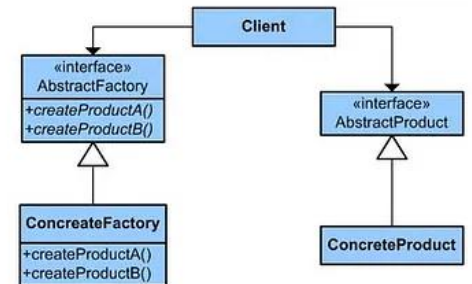 Client
«interface»
AbstractFactory
+createProductA()
+createProductB()
«interface»
AbstractProduct
ConcreateFactory
+createProductA()
+createProductB()
ConcreteProduct